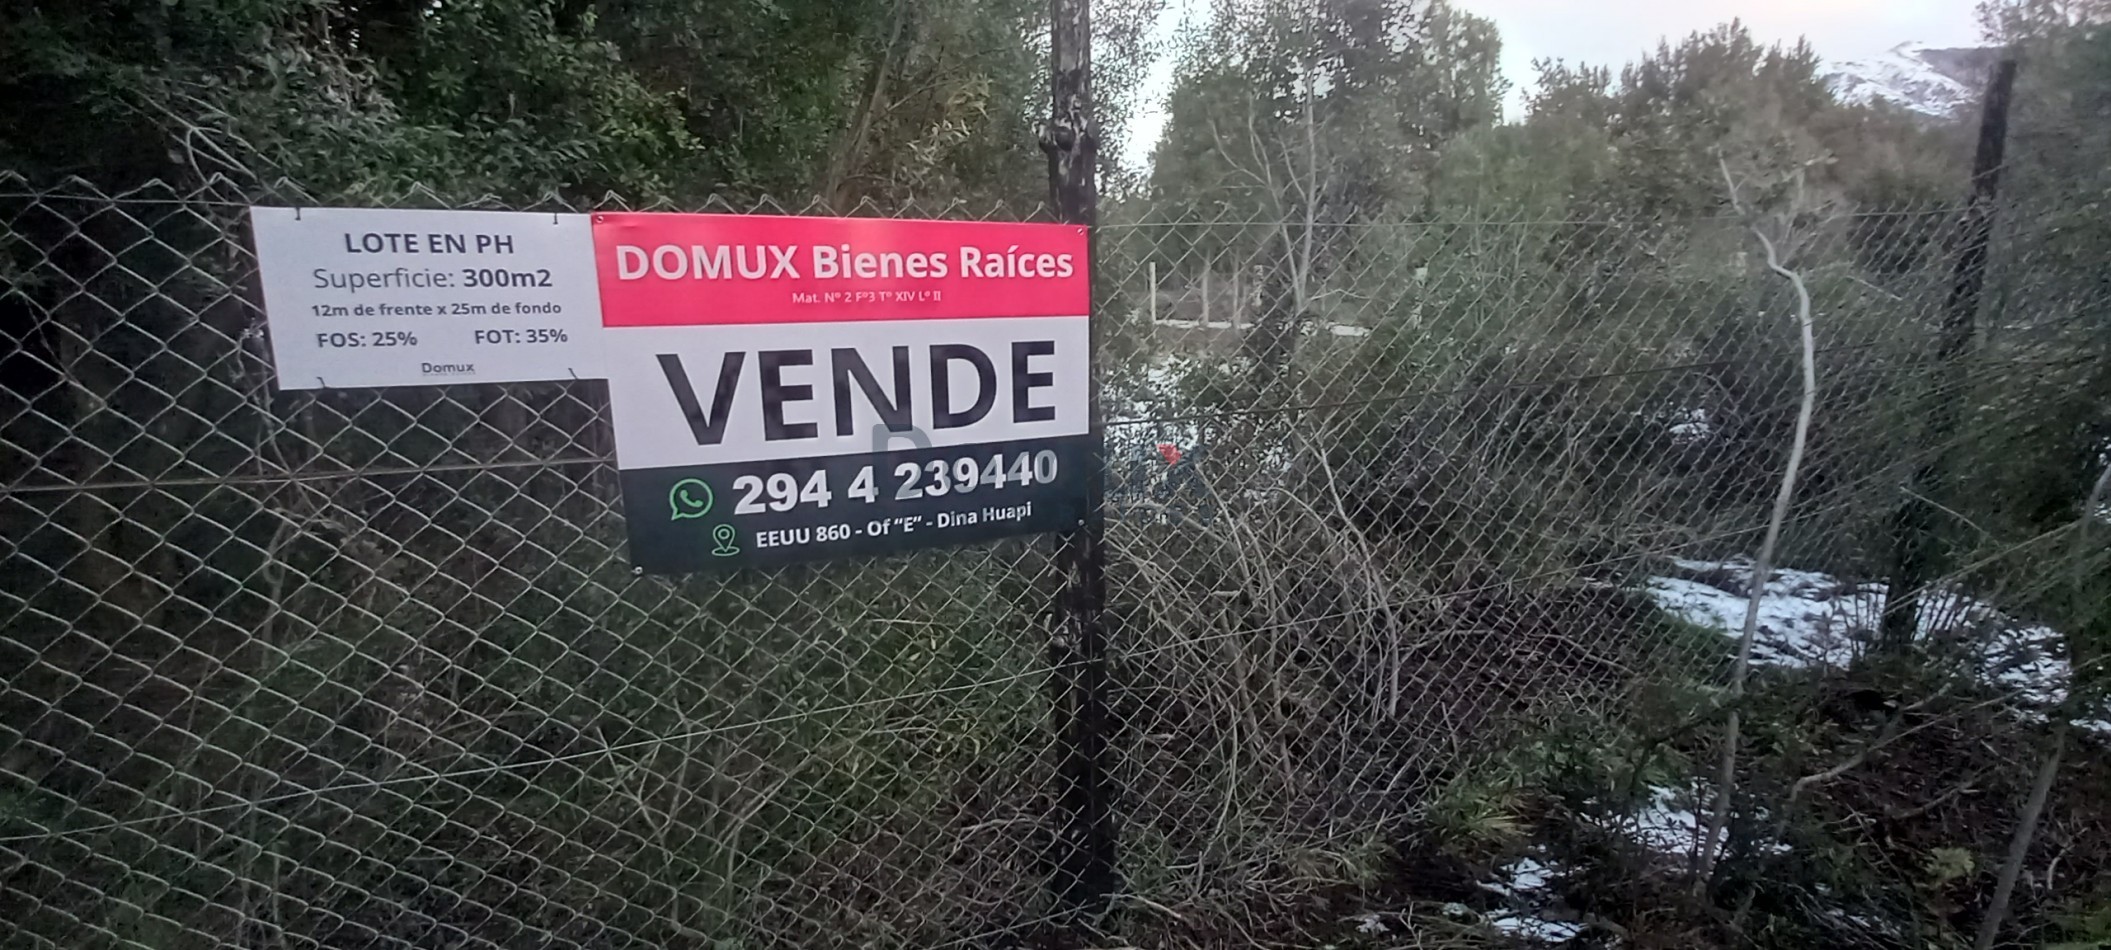 LOTE EN PH
Superficie: 300m2
12m de frente x 25m de fondo
FOS: 25% FOT: 35%
Domux
DOMUX Bienes Raíces
Mat. Nº 2 Fº3 Tº XIV Lº II
VENDE
294 4 239440
EEUU 860 - Of "E" - Dina Huapi